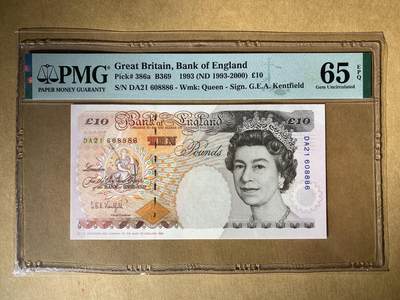 PMG
PAPER MONEY GUARANTY
Great Britain, Bank of England
Pick# 386a B369 1993 (ND 1993-2000) £10
S/N DA21 608886 - Wmk: Queen - Sign. G.E.A. Kentfield
65 EPQ
Gem Uncirculated
£10 Bank of England £10
DA21 608886
TEN
Pounds
DA21 608886